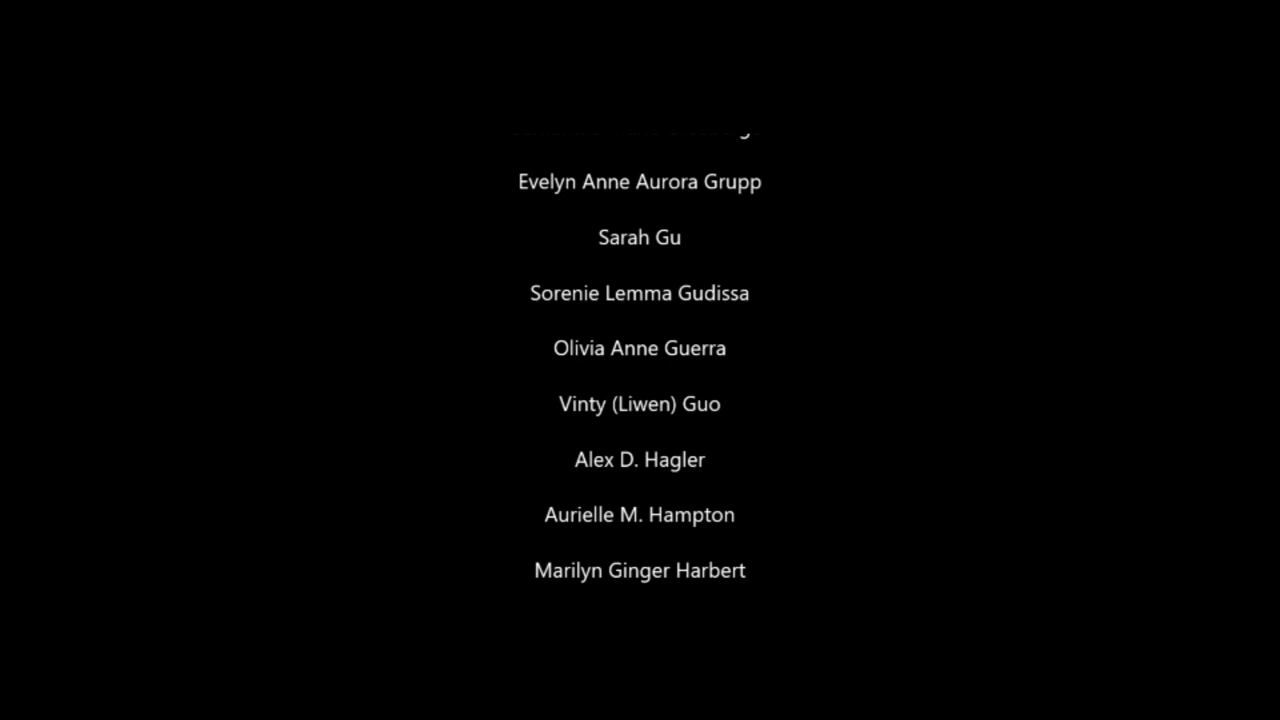 Evelyn Anne Aurora Grupp
Sarah Gu
Sorenie Lemma Gudissa
Olivia Anne Guerra
Vinty (Liwen) Guo
Alex D. Hagler
Aurielle M. Hampton
Marilyn Ginger Harbert